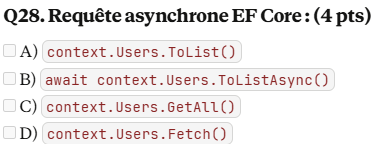 Q28. Requête asynchrone EF Core : (4 pts)
A) context.Users.ToList()
B) await context.Users.ToListAsync()
C) context.Users.GetAll()
D) context.Users.Fetch()